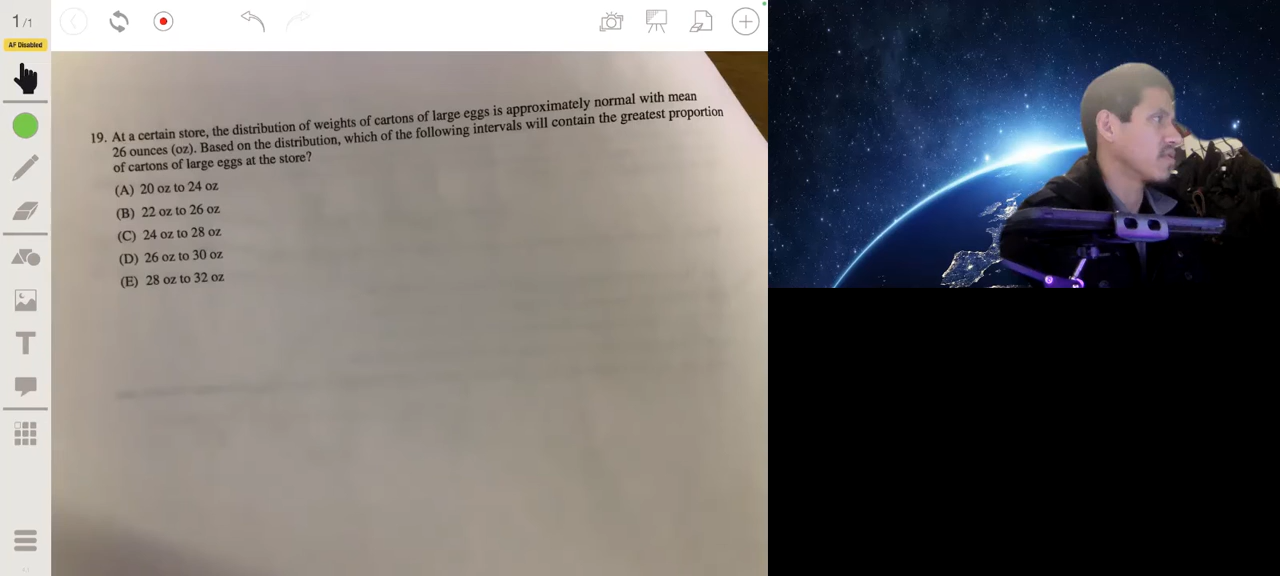 1/1
AF Disabled
19. At a certain store, the distribution of weights of cartons of large eggs is approximately normal with mean
26 ounces (oz). Based on the distribution, which of the following intervals will contain the greatest proportion
of cartons of large eggs at the store?
(A) 20 oz to 24 oz
(B) 22 oz to 26 oz
(C) 24 oz to 28 oz
(D) 26 oz to 30 oz
(E) 28 oz to 32 oz
T